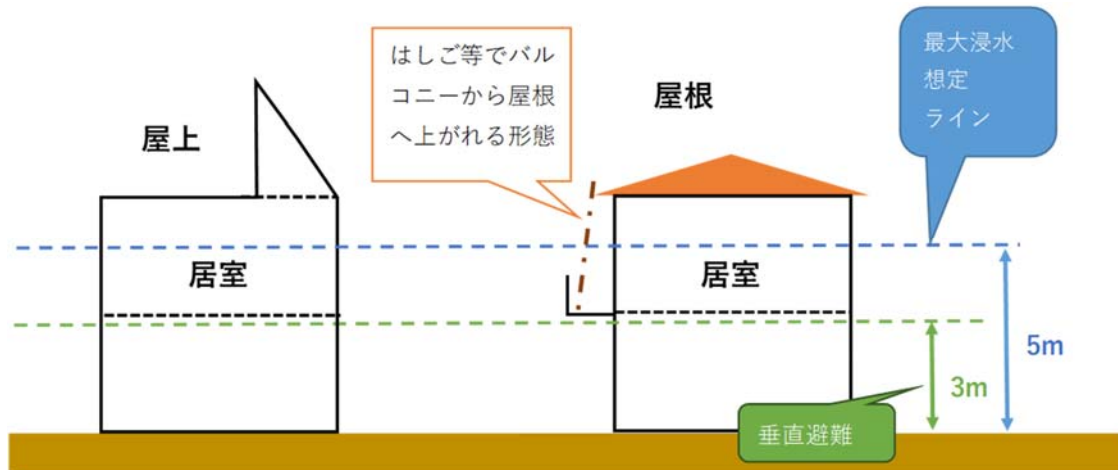 はしご等でバル
コニーから屋根
へ上がれる形態
最大浸水
想定
ライン
屋上
屋根
居室
居室
5m
3m
垂直避難